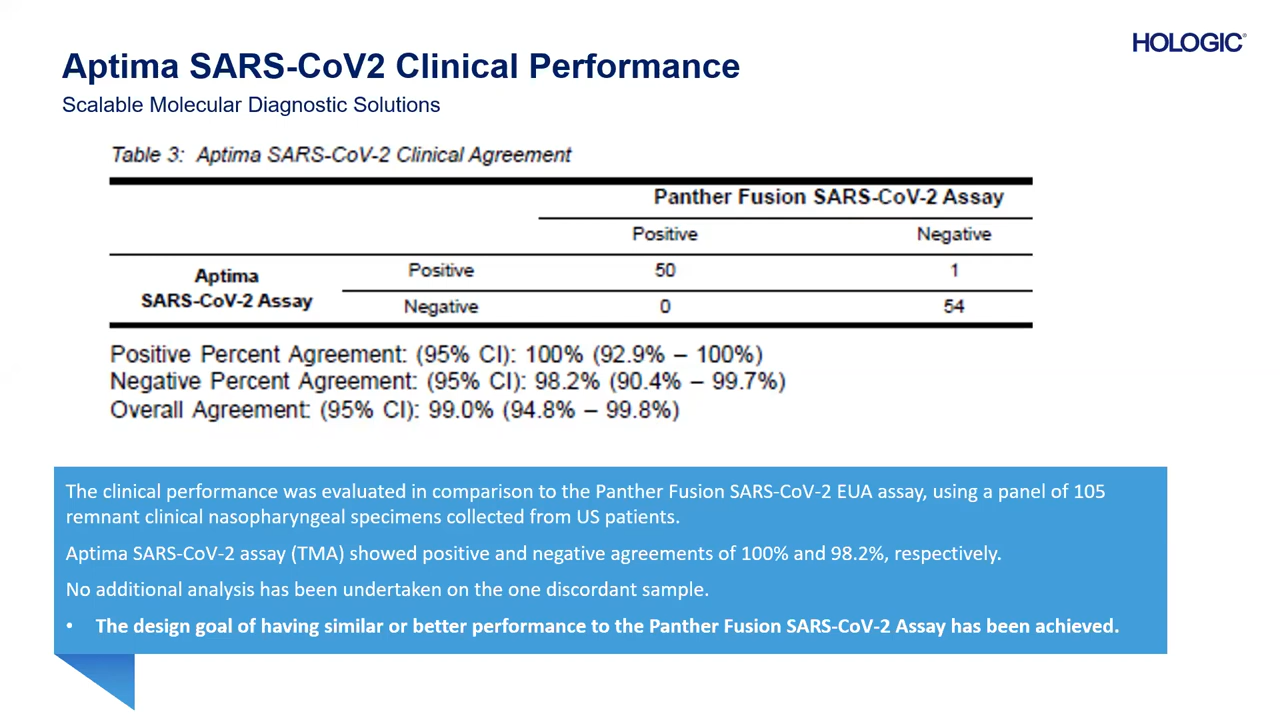 HOLOGIC®
Aptima SARS-CoV2 Clinical Performance
Scalable Molecular Diagnostic Solutions
Table 3: Aptima SARS-CoV-2 Clinical Agreement
Panther Fusion SARS-CoV-2 Assay
Positive Negative
Aptima SARS-CoV-2 Assay Positive 50 1
Negative 0 54
Positive Percent Agreement: (95% CI): 100% (92.9% – 100%)
Negative Percent Agreement: (95% CI): 98.2% (90.4% – 99.7%)
Overall Agreement: (95% CI): 99.0% (94.8% – 99.8%)
The clinical performance was evaluated in comparison to the Panther Fusion SARS-CoV-2 EUA assay, using a panel of 105
remnant clinical nasopharyngeal specimens collected from US patients.
Aptima SARS-CoV-2 assay (TMA) showed positive and negative agreements of 100% and 98.2%, respectively.
No additional analysis has been undertaken on the one discordant sample.
• The design goal of having similar or better performance to the Panther Fusion SARS-CoV-2 Assay has been achieved.